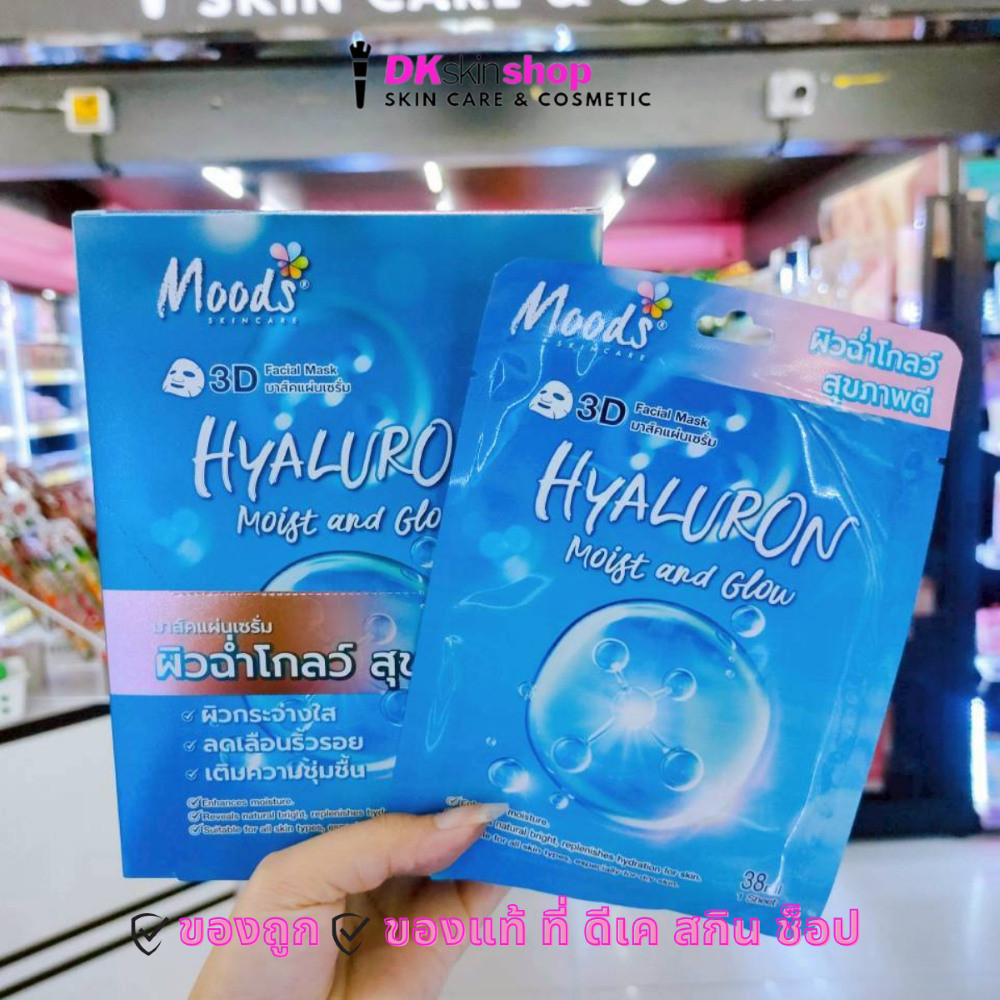 SKIN CARE & COSME
DKskinshop
SKIN CARE & COSMETIC
Moods®
SKINCARE
3D Facial Mask
มาส์คแผ่นเซรั่ม
HYALURO
Moist and Glo
มาส์คแผ่นเซรั่ม
ผิวฉ่ำโกลว์ สุข
ผิวกระจ่างใส
ลดเลือนริ้วรอย
เติมความชุ่มชื้น
Enhances moisture.
Reveals natural bright, replenishes hyd
Suitable for all skin types, es
Moods®
SKINCARE
ผิวฉ่ำโกลว์
สุขภาพดี
3D Facial Mask
มาส์คแผ่นเซรั่ม
HYALURON
Moist and Glow
moisture.
natural bright, replenishes hydration for skin.
for all skin types, especially for dry skin.
38ml
1 Sheet
ของถูก ของแท้ ที่ ดีเค สกิน ช็อป